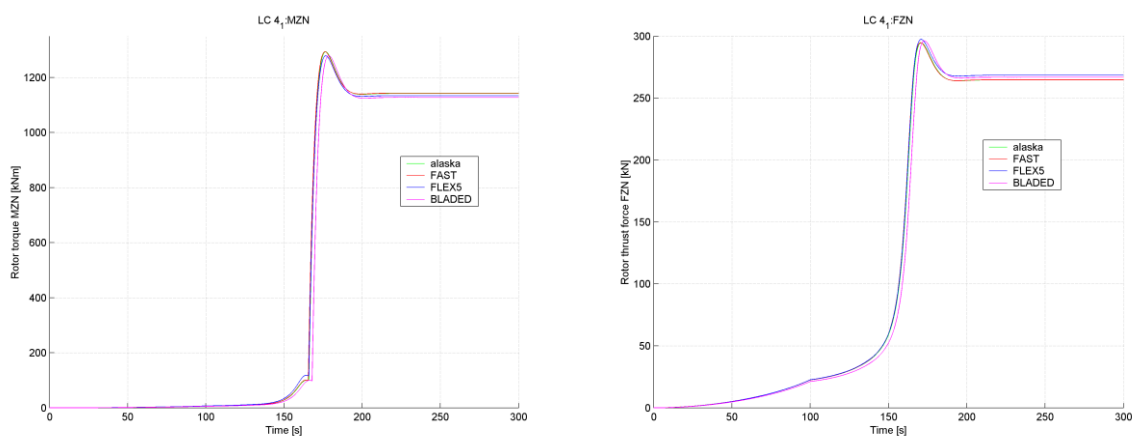 LC 4₁:MZN
Rotor torque MZN [kNm]
1200
1000
800
600
400
200
0
0 50 100 150 200 250 300
Time [s]
alaska
FAST
FLEX5
BLADED
LC 4₁:FZN
Rotor thrust force FZN [kN]
300
250
200
150
100
50
0
0 50 100 150 200 250 300
Time [s]
alaska
FAST
FLEX5
BLADED